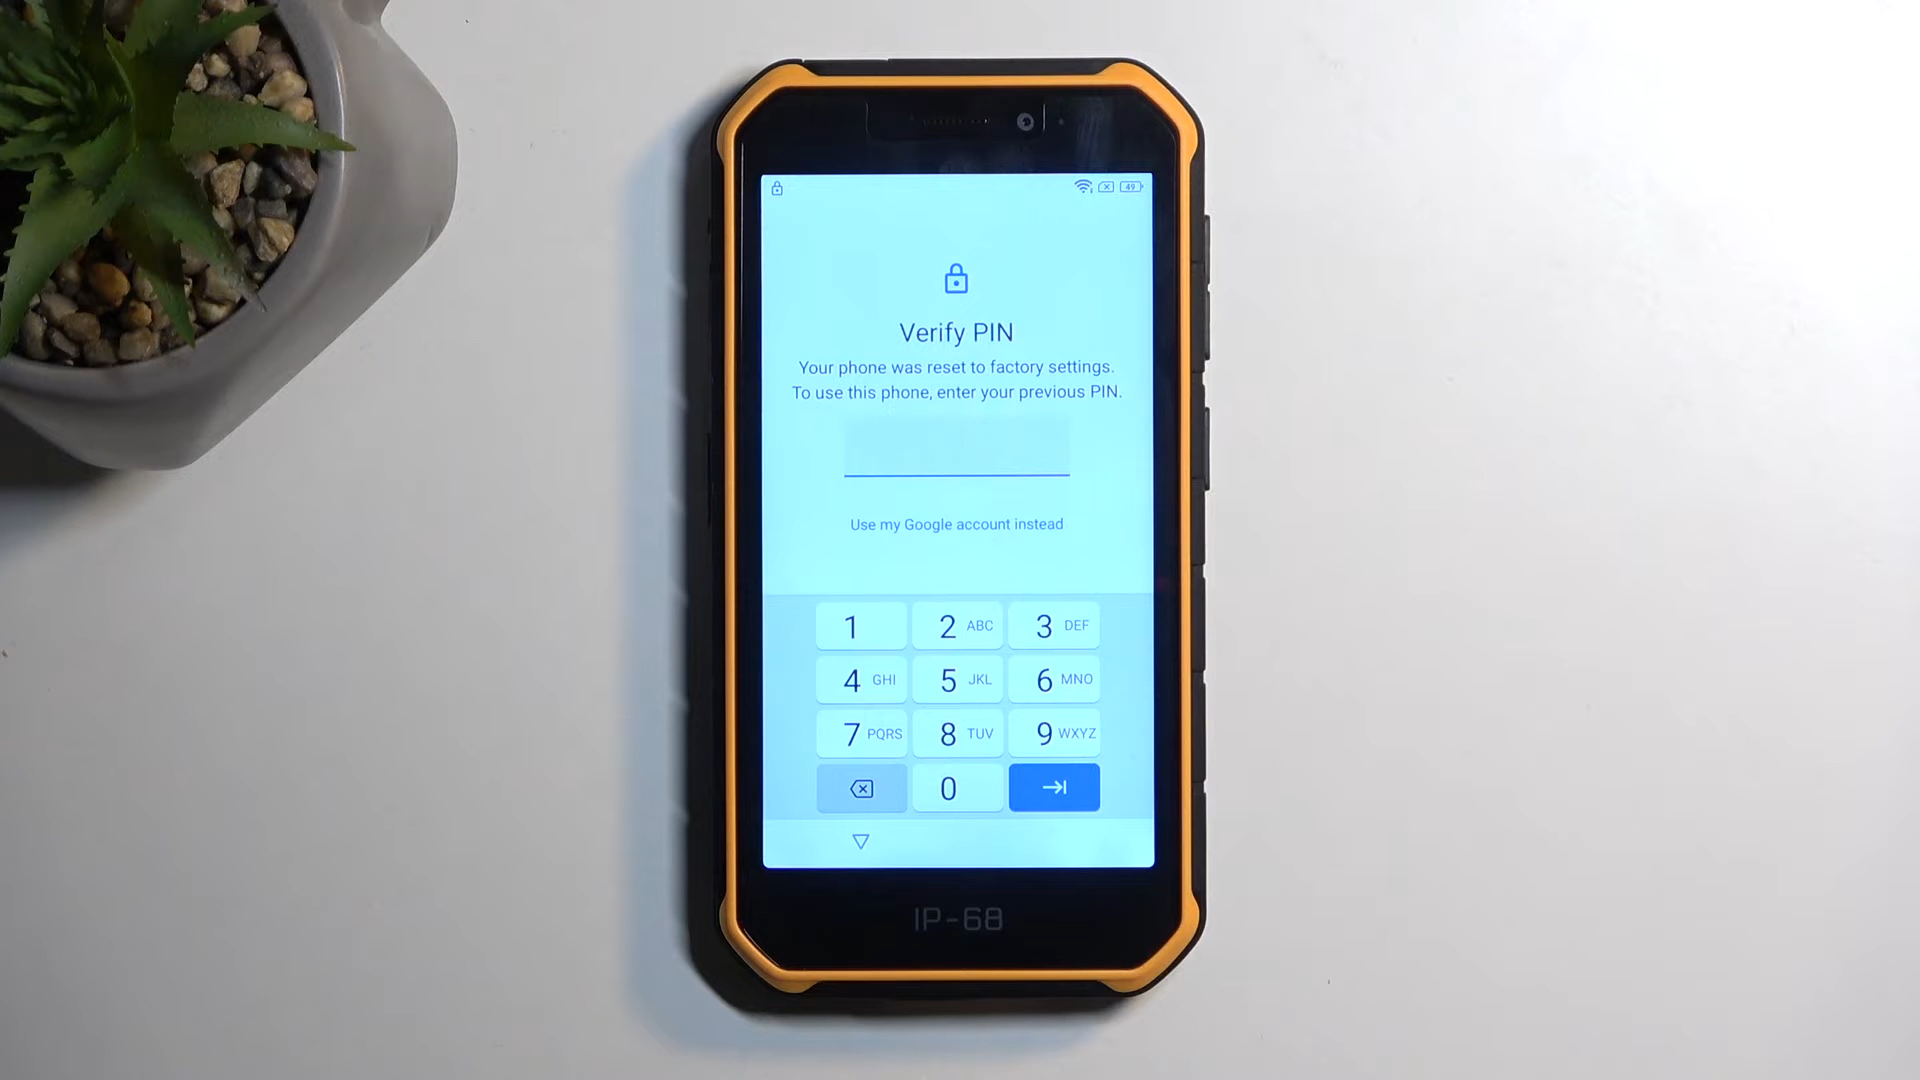 49
Verify PIN
Your phone was reset to factory settings.
To use this phone, enter your previous PIN.
Use my Google account instead
1 2 ABC 3 DEF
4 GHI 5 JKL 6 MNO
7 PQRS 8 TUV 9 WXYZ
0
IP-68